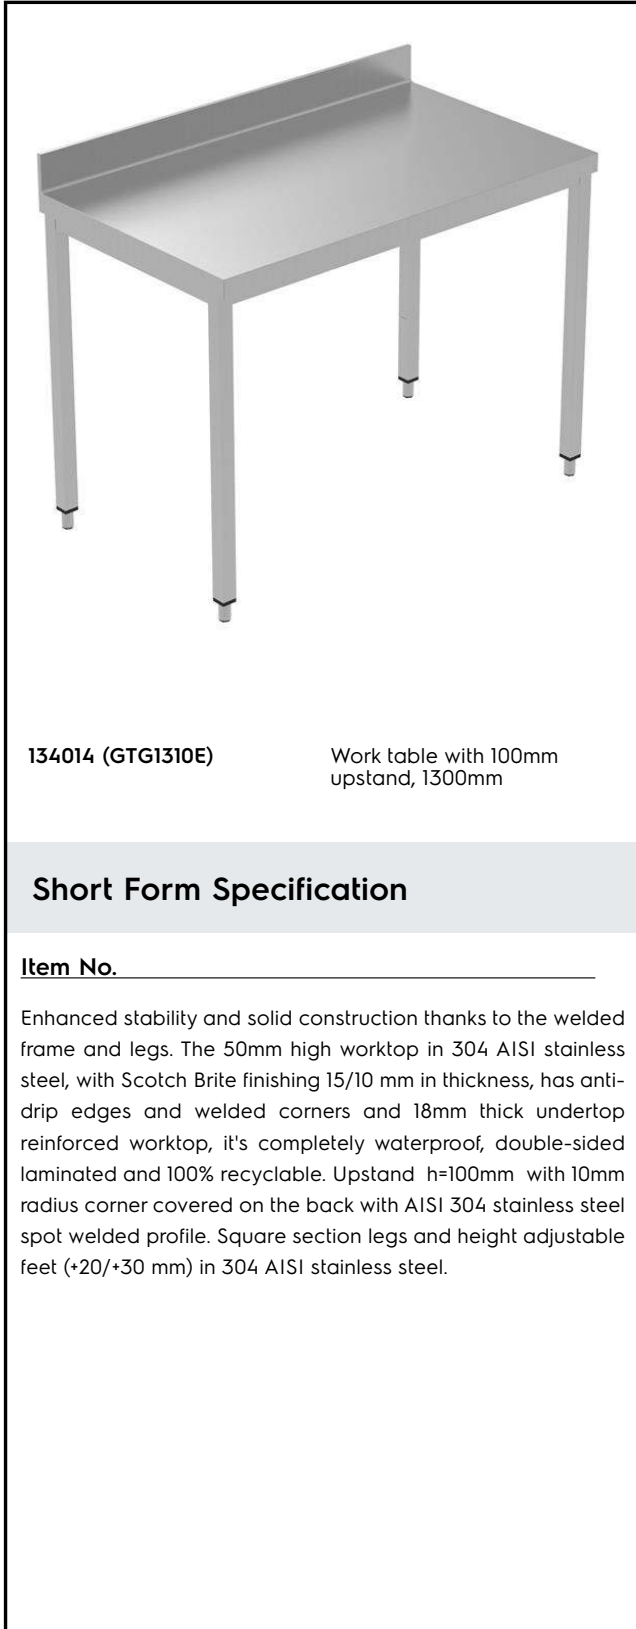 134014 (GTG1310E)
Work table with 100mm
upstand, 1300mm
Short Form Specification
Item No.
Enhanced stability and solid construction thanks to the welded
frame and legs. The 50mm high worktop in 304 AISI stainless
steel, with Scotch Brite finishing 15/10 mm in thickness, has anti-
drip edges and welded corners and 18mm thick undertop
reinforced worktop, it's completely waterproof, double-sided
laminated and 100% recyclable. Upstand h=100mm with 10mm
radius corner covered on the back with AISI 304 stainless steel
spot welded profile. Square section legs and height adjustable
feet (+20/+30 mm) in 304 AISI stainless steel.